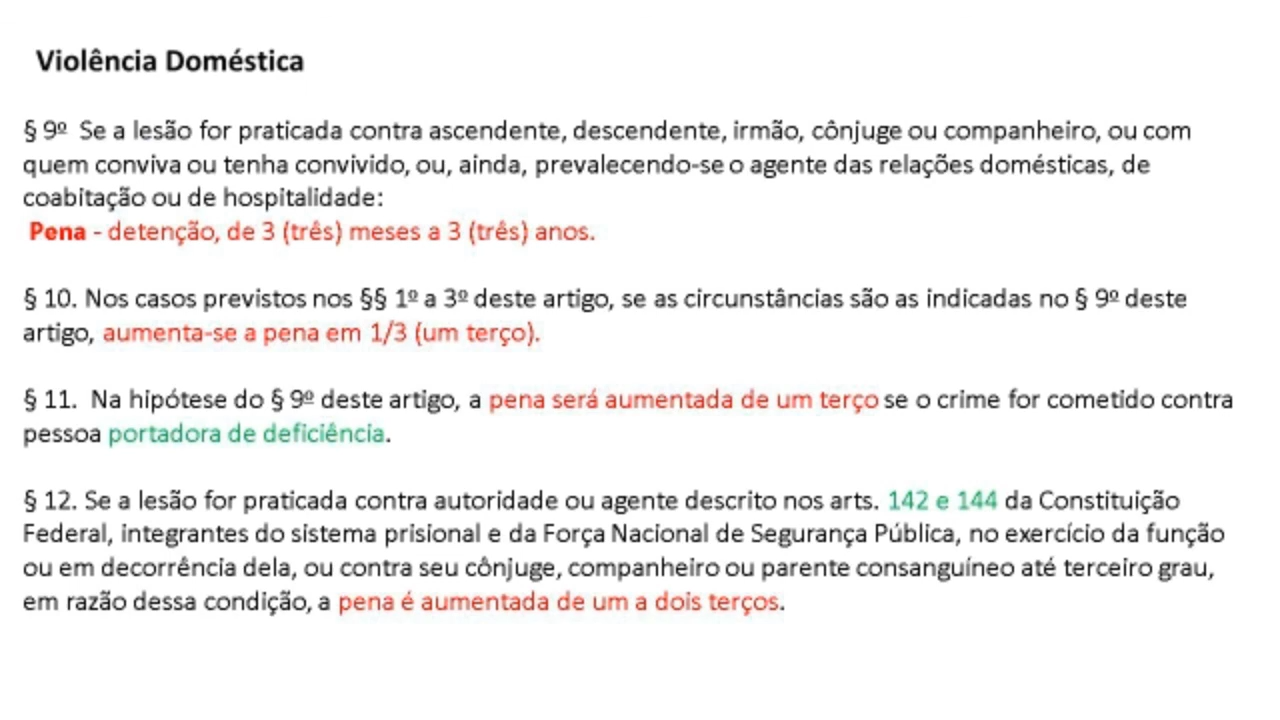 Violência Doméstica
§ 9º Se a lesão for praticada contra ascendente, descendente, irmão, cônjuge ou companheiro, ou com
quem conviva ou tenha convivido, ou, ainda, prevalecendo-se o agente das relações domésticas, de
coabitação ou de hospitalidade:
Pena - detenção, de 3 (três) meses a 3 (três) anos.
§ 10. Nos casos previstos nos §§ 1º a 3º deste artigo, se as circunstâncias são as indicadas no § 9º deste
artigo, aumenta-se a pena em 1/3 (um terço).
§ 11. Na hipótese do § 9º deste artigo, a pena será aumentada de um terço se o crime for cometido contra
pessoa portadora de deficiência.
§ 12. Se a lesão for praticada contra autoridade ou agente descrito nos arts. 142 e 144 da Constituição
Federal, integrantes do sistema prisional e da Força Nacional de Segurança Pública, no exercício da função
ou em decorrência dela, ou contra seu cônjuge, companheiro ou parente consanguíneo até terceiro grau,
em razão dessa condição, a pena é aumentada de um a dois terços.